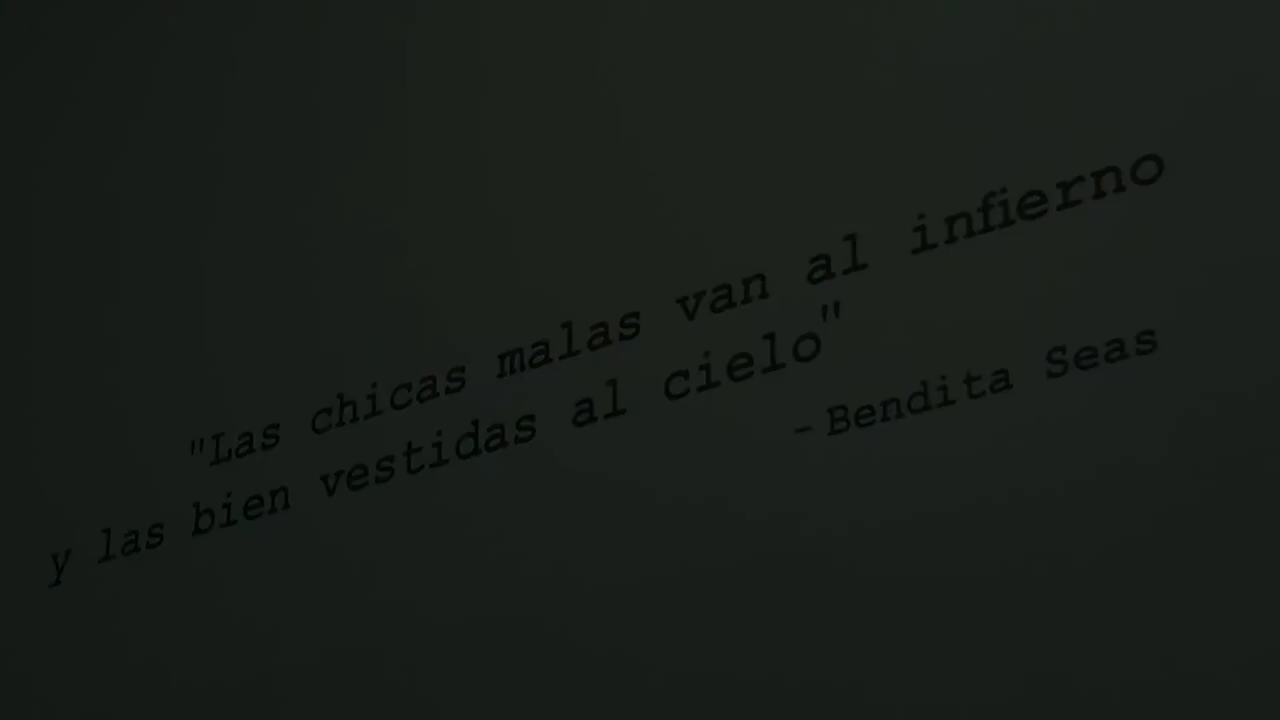 "Las chicas malas van al infierno
y las bien vestidas al cielo"
-Bendita Seas